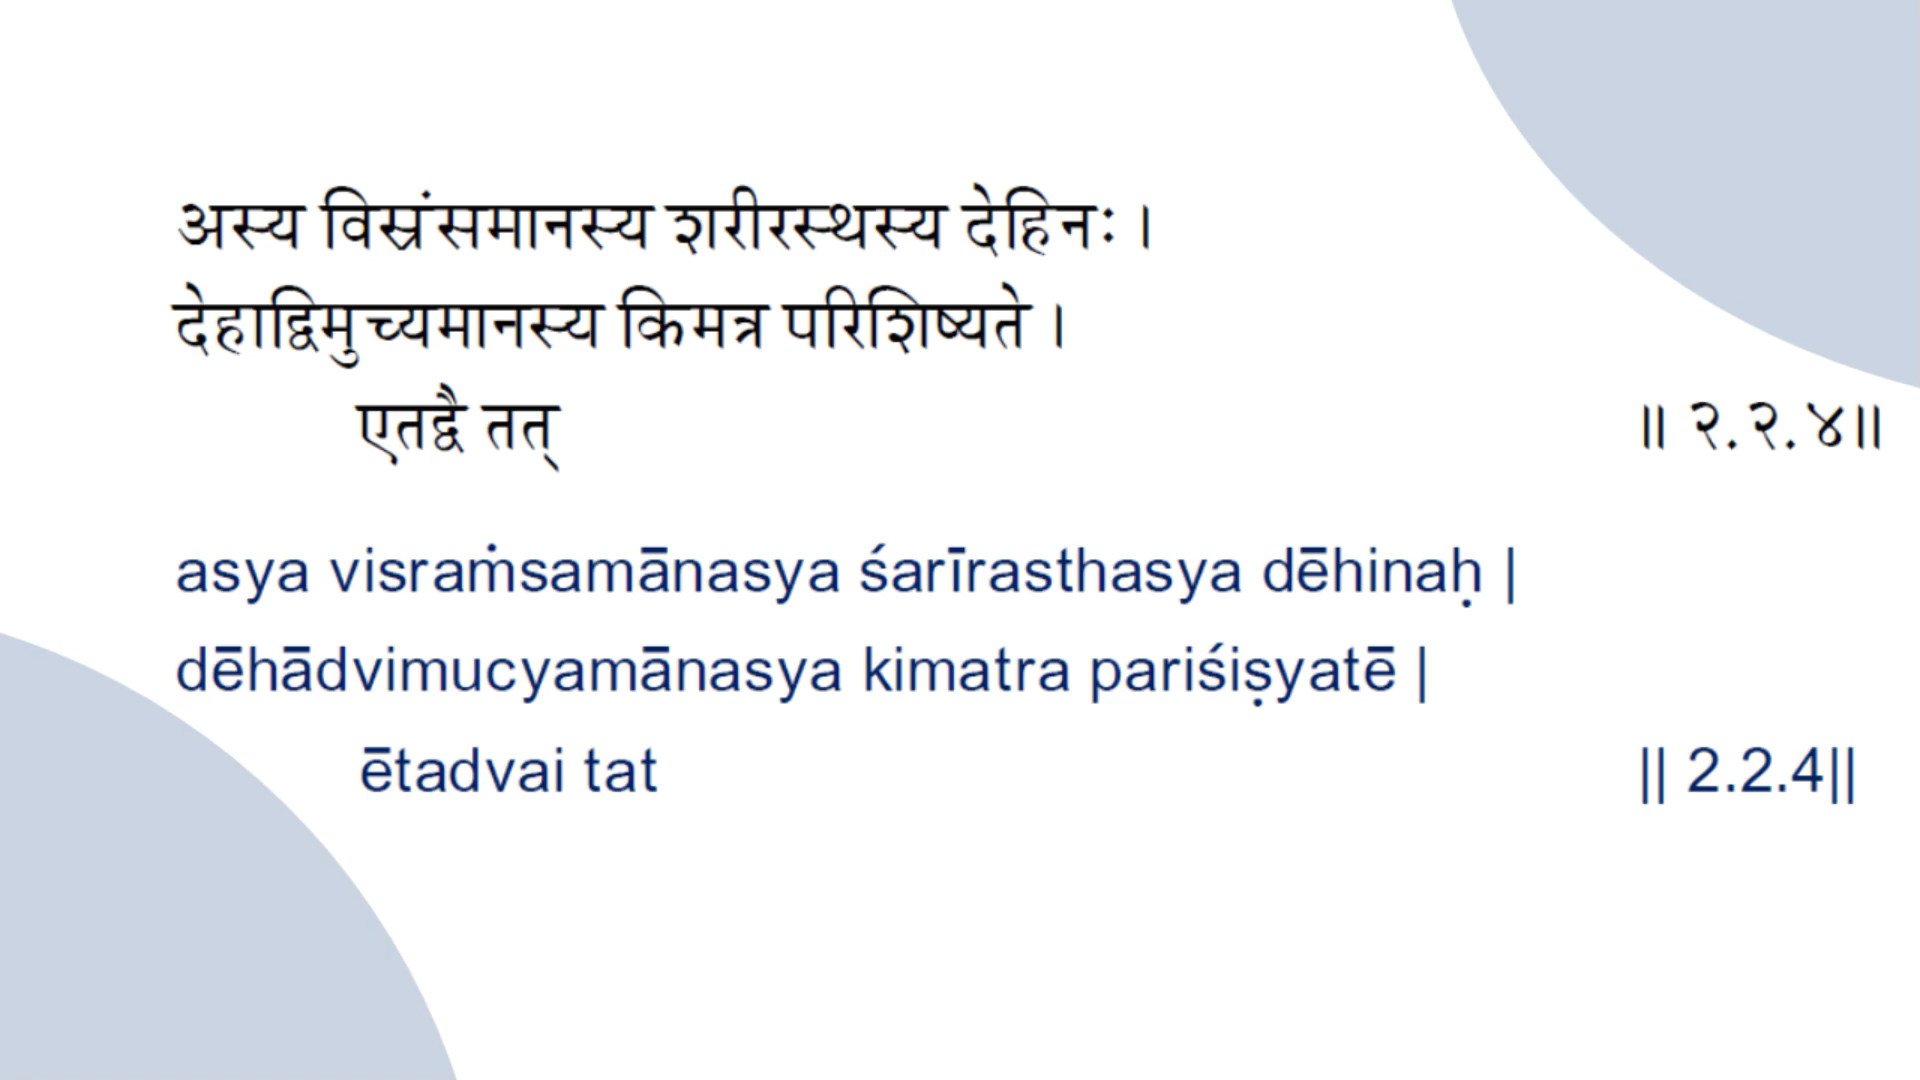 अस्य विस्रंसमानस्य शरीरस्थस्य देहिनः ।
देहाद्विमुच्यमानस्य किमत्र परिशिष्यते ।
एतद्वै तत् ॥ २.२.४॥
asya visraṁsamānasya śarīrasthasya dēhinaḥ |
dēhādvimucyamānasya kimatra pariśiṣyatē |
ētadvai tat || 2.2.4||